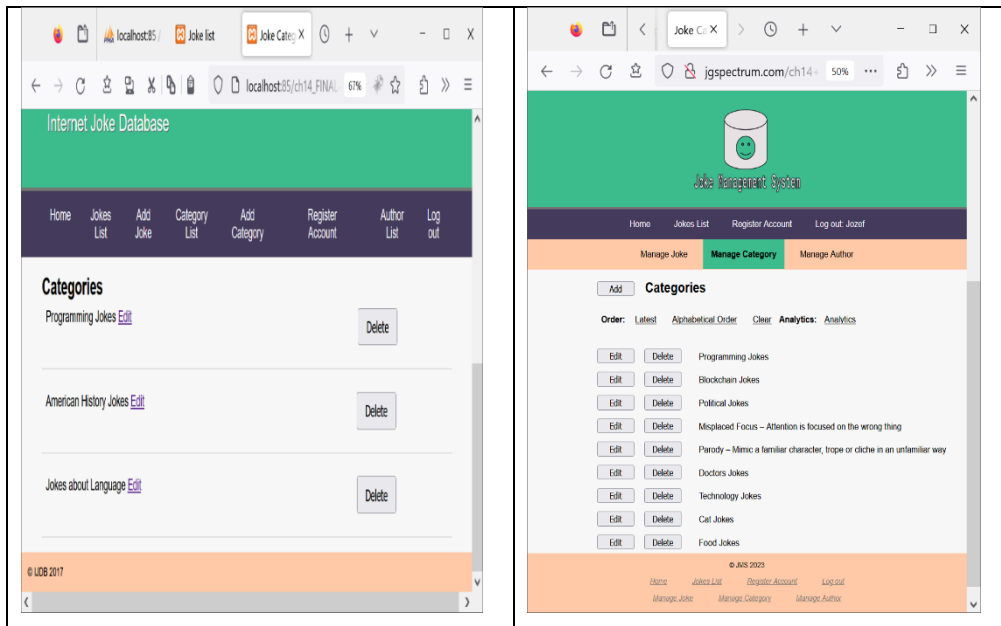 localhost:85 /
Joke list
Joke Categ
localhost:85/ch14_FINAL
67%
Internet Joke Database
Home
Jokes List
Add Joke
Category List
Add Category
Register Account
Author List
Log out
Categories
Programming Jokes Edit
Delete
American History Jokes Edit
Delete
Jokes about Language Edit
Delete
© IJDB 2017
Joke Ca
jgspectrum.com/ch14
50%
Joke Management System
Home Jokes List Register Account Log out: Jozef
Manage Joke Manage Category Manage Author
Add Categories
Order: Latest Alphabetical Order Clear Analytics: Analytics
Edit Delete Programming Jokes
Edit Delete Blockchain Jokes
Edit Delete Political Jokes
Edit Delete Misplaced Focus – Attention is focused on the wrong thing
Edit Delete Parody – Mimic a familiar character, trope or cliche in an unfamiliar way
Edit Delete Doctors Jokes
Edit Delete Technology Jokes
Edit Delete Cat Jokes
Edit Delete Food Jokes
© JMS 2023
Home Jokes List Register Account Log out
Manage Joke Manage Category Manage Author